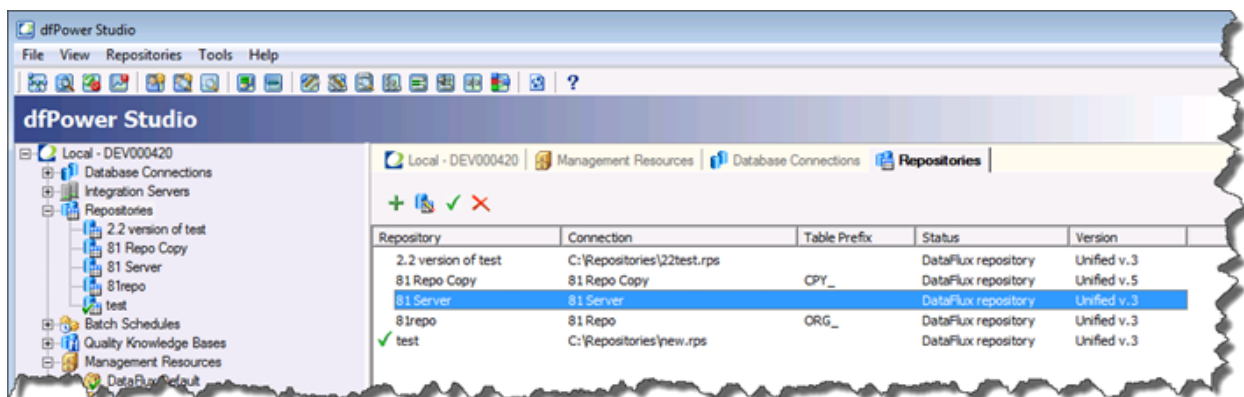 dfPower Studio
File View Repositories Tools Help
?
dfPower Studio
Local - DEV000420
Database Connections
Integration Servers
Repositories
2.2 version of test
81 Repo Copy
81 Server
81repo
test
Batch Schedules
Quality Knowledge Bases
Management Resources
DataFlux Default
Local - DEV000420 Management Resources Database Connections Repositories
Repository Connection Table Prefix Status Version
2.2 version of test C:\Repositories\22test.rps DataFlux repository Unified v.3
81 Repo Copy 81 Repo Copy CPY_ DataFlux repository Unified v.5
81 Server 81 Server DataFlux repository Unified v.3
81repo 81 Repo ORG_ DataFlux repository Unified v.3
test C:\Repositories\new.rps DataFlux repository Unified v.3